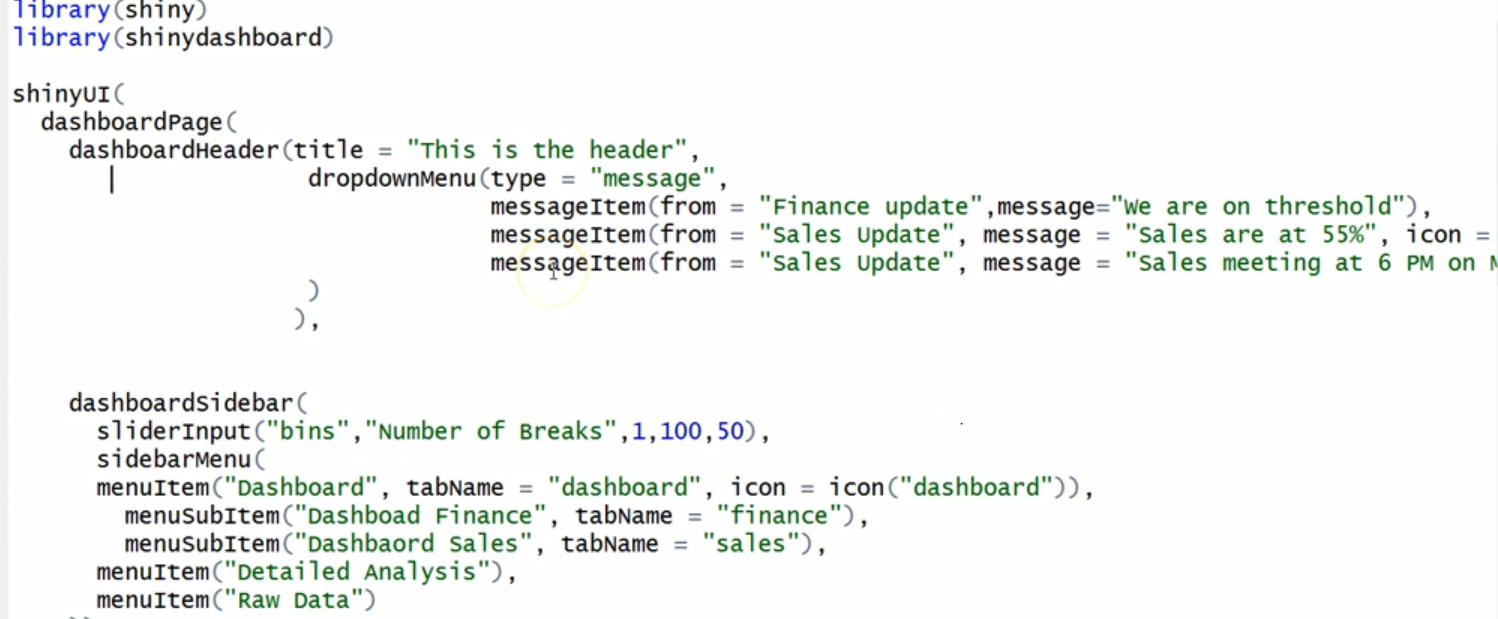 library(shiny)
library(shinydashboard)
shinyUI(
dashboardPage(
dashboardHeader(title = "This is the header",
dropdownMenu(type = "message",
messageItem(from = "Finance update",message="We are on threshold"),
messageItem(from = "Sales Update", message = "Sales are at 55%", icon =
messageItem(from = "Sales Update", message = "Sales meeting at 6 PM on
)
),
dashboardSidebar(
sliderInput("bins","Number of Breaks",1,100,50),
sidebarMenu(
menuItem("Dashboard", tabName = "dashboard", icon = icon("dashboard")),
menuSubItem("Dashboad Finance", tabName = "finance"),
menuSubItem("Dashbaord Sales", tabName = "sales"),
menuItem("Detailed Analysis"),
menuItem("Raw Data")